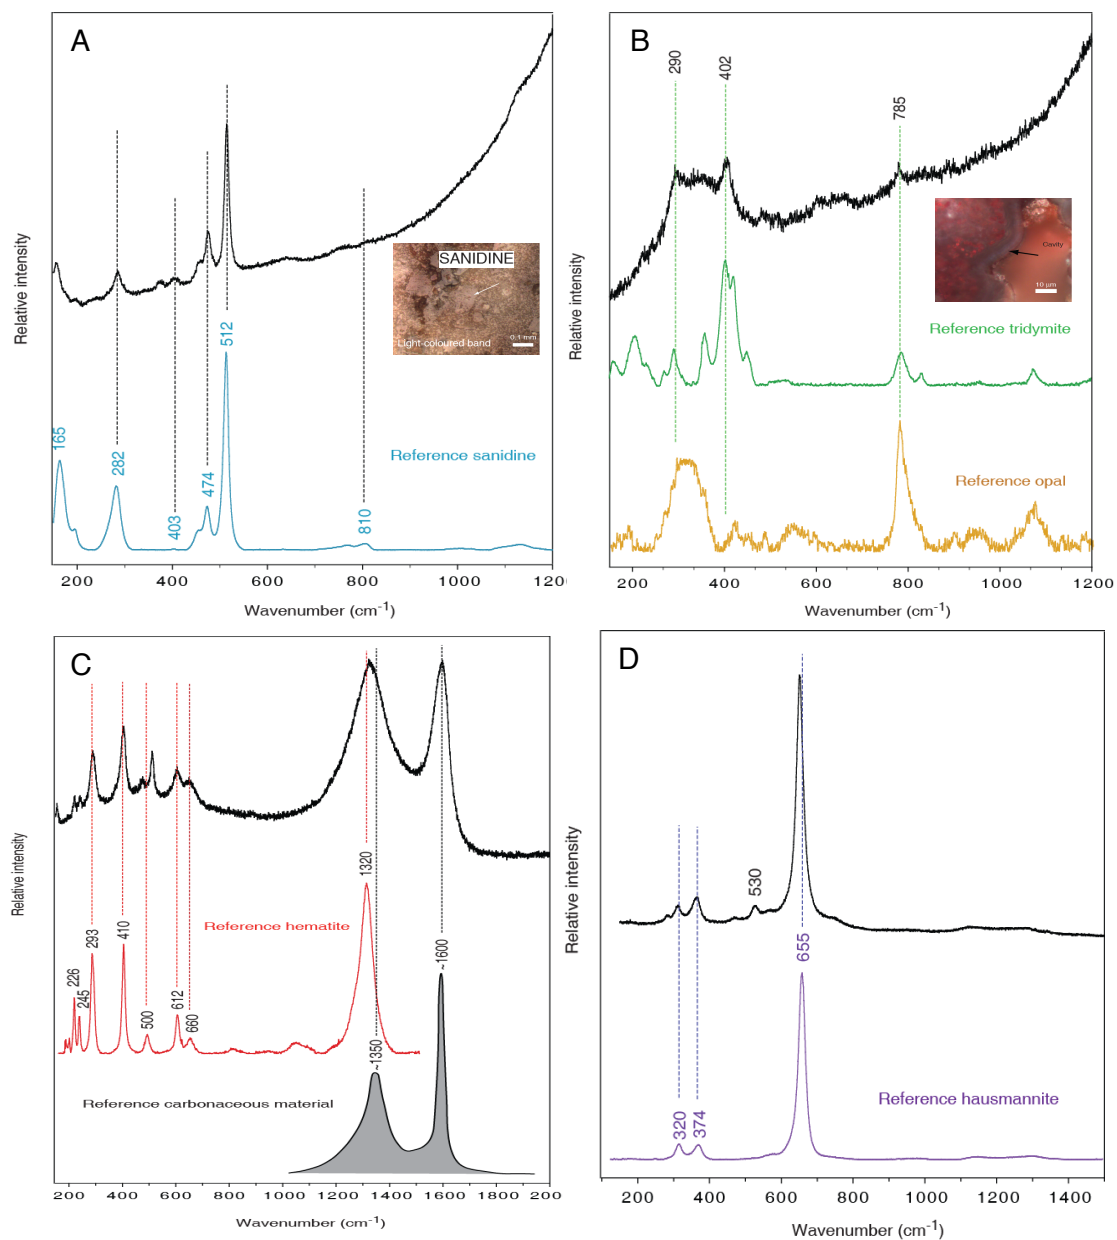 A
Relative intensity
SANIDINE
Light-coloured band
0.1 mm
512
165
282
403
474
810
Reference sanidine
200
400
600
800
1000
120
Wavenumber (cm-1)
B
290
402
785
Relative intensity
Cavity
10 µm
Reference tridymite
Reference opal
200
400
600
800
1000
1200
Wavenumber (cm-1)
C
Relative intensity
226
245
293
410
500
612
660
1320
Reference hematite
~1350
~1600
Reference carbonaceous material
200
400
600
800
1000
1200
1400
1600
1800
200
Wavenumber (cm-1)
D
Relative intensity
530
655
320
374
Reference hausmannite
200
400
600
800
1000
1200
1400
Wavenumber (cm-1)